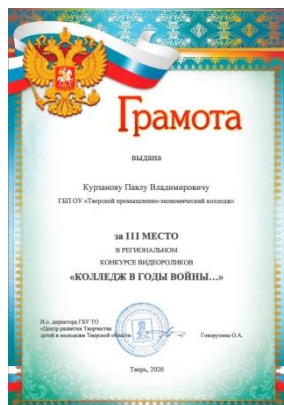 Грамота
выдана
Курзанову Павлу Владимировичу
ГБП ОУ «Тверской промышленно-экономический колледж»
за III МЕСТО
В РЕГИОНАЛЬНОМ
КОНКУРСЕ ВИДЕОРОЛИКОВ
«КОЛЛЕДЖ В ГОДЫ ВОЙНЫ…»
И.о. директора ГБУ ТО
«Центр развития Творчества
детей и молодежи Тверской области
Говорухина О.А.
Тверь, 2020